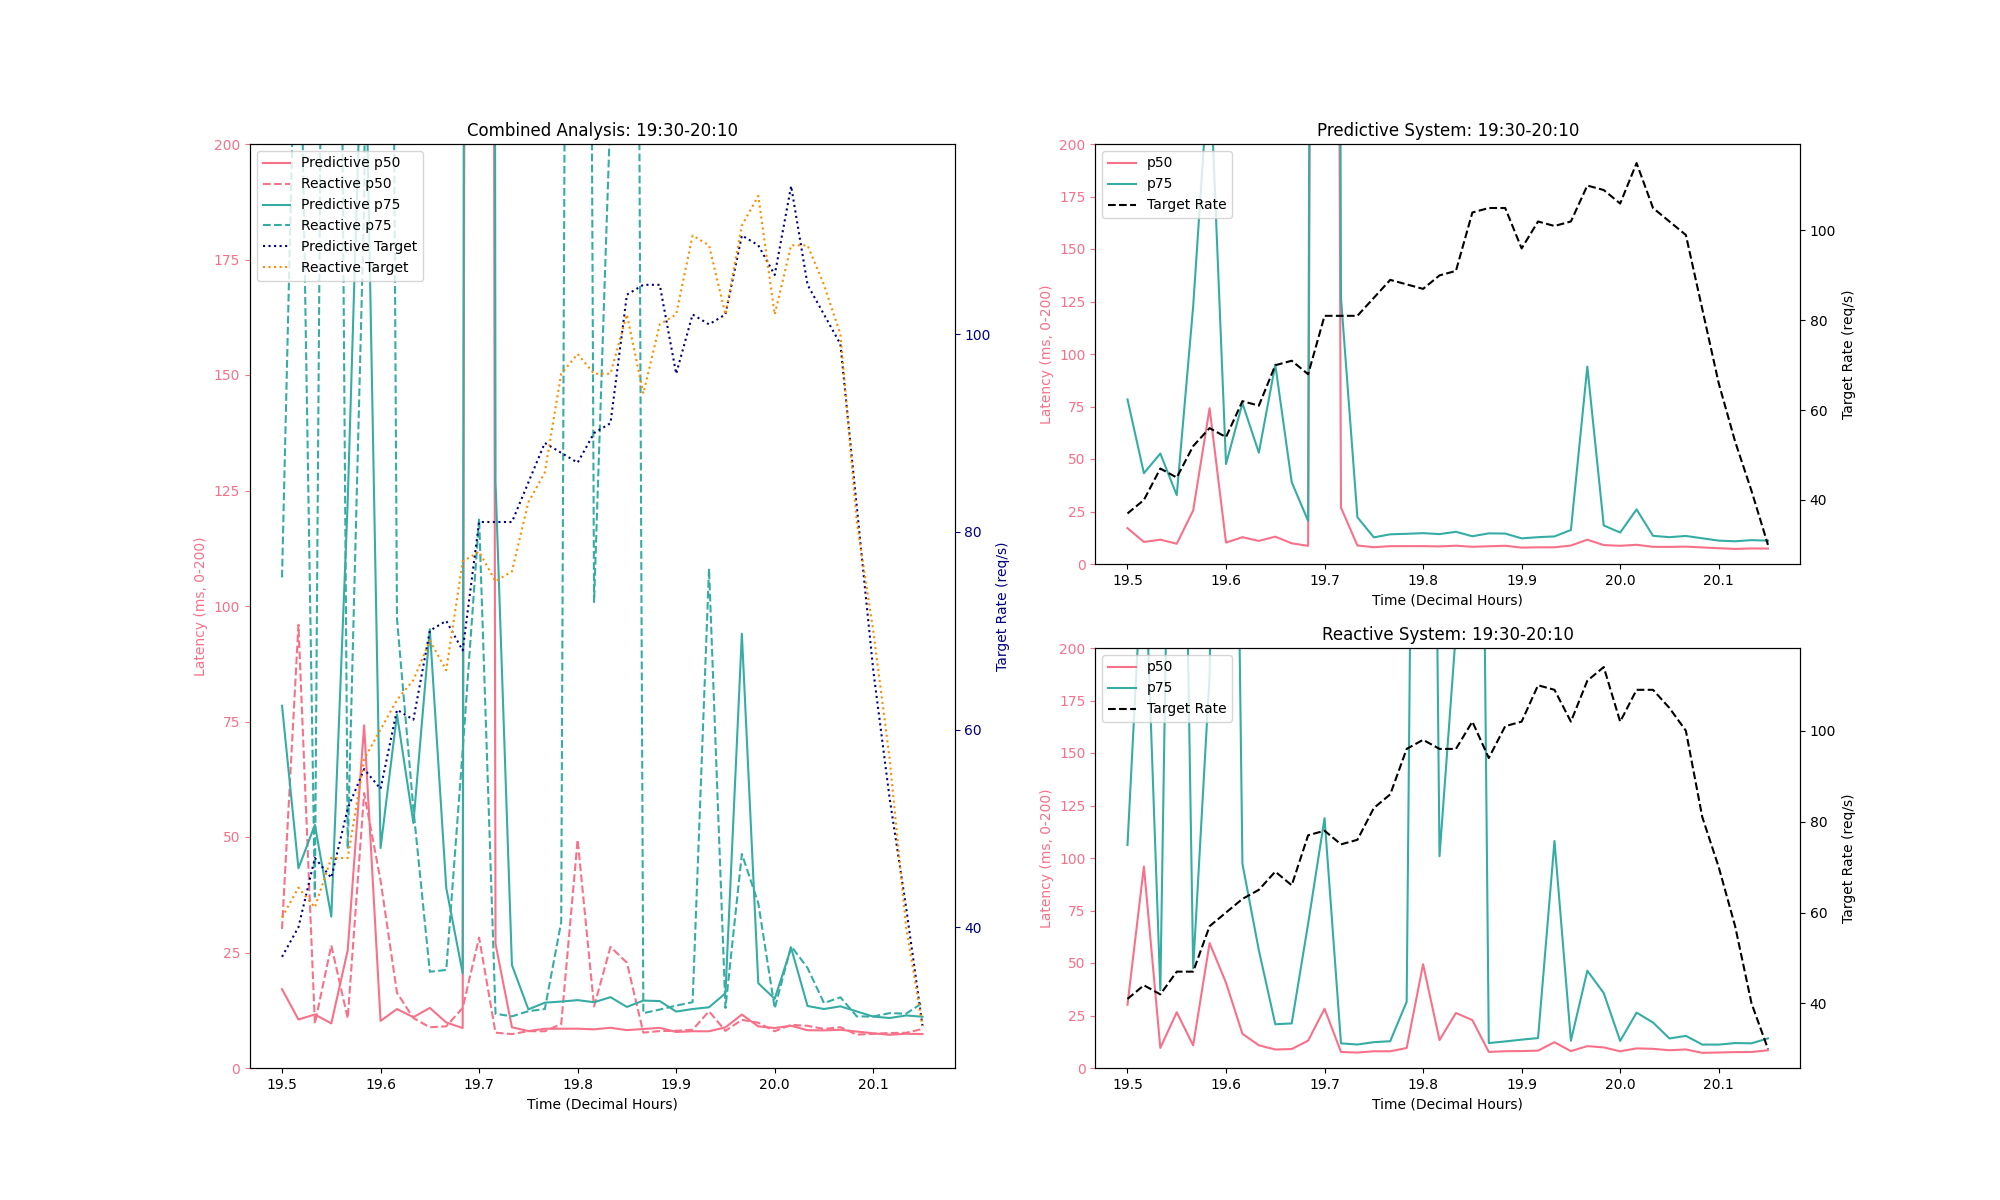 Combined Analysis: 19:30-20:10
200
175
150
125
100
75
50
25
0
Latency (ms, 0-200)
Predictive p50
Reactive p50
Predictive p75
Reactive p75
Predictive Target
Reactive Target
100
80
60
40
Target Rate (req/s)
19.5 19.6 19.7 19.8 19.9 20.0 20.1
Time (Decimal Hours)
Predictive System: 19:30-20:10
200
175
150
125
100
75
50
25
0
Latency (ms, 0-200)
p50
p75
Target Rate
100
80
60
40
Target Rate (req/s)
19.5 19.6 19.7 19.8 19.9 20.0 20.1
Time (Decimal Hours)
Reactive System: 19:30-20:10
200
175
150
125
100
75
50
25
0
Latency (ms, 0-200)
p50
p75
Target Rate
100
80
60
40
Target Rate (req/s)
19.5 19.6 19.7 19.8 19.9 20.0 20.1
Time (Decimal Hours)